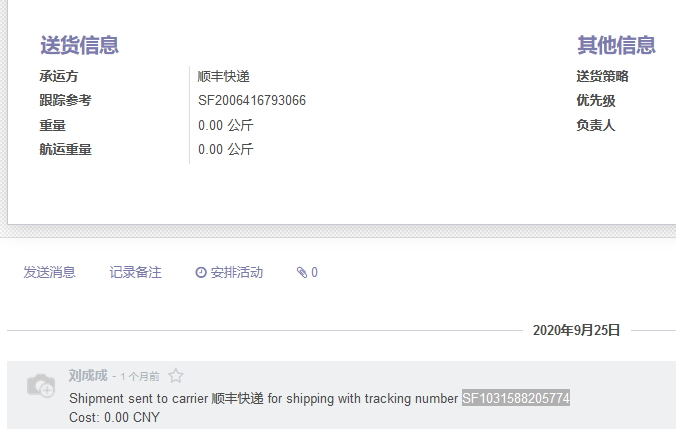 送货信息 其他信息
承运方 顺丰快递 送货策略
跟踪参考 SF2006416793066 优先级
重量 0.00 公斤 负责人
航运重量 0.00 公斤
发送消息 记录备注 安排活动 0
2020年9月25日
刘成成 - 1 个月前
Shipment sent to carrier 顺丰快递 for shipping with tracking number SF1031588205774
Cost: 0.00 CNY